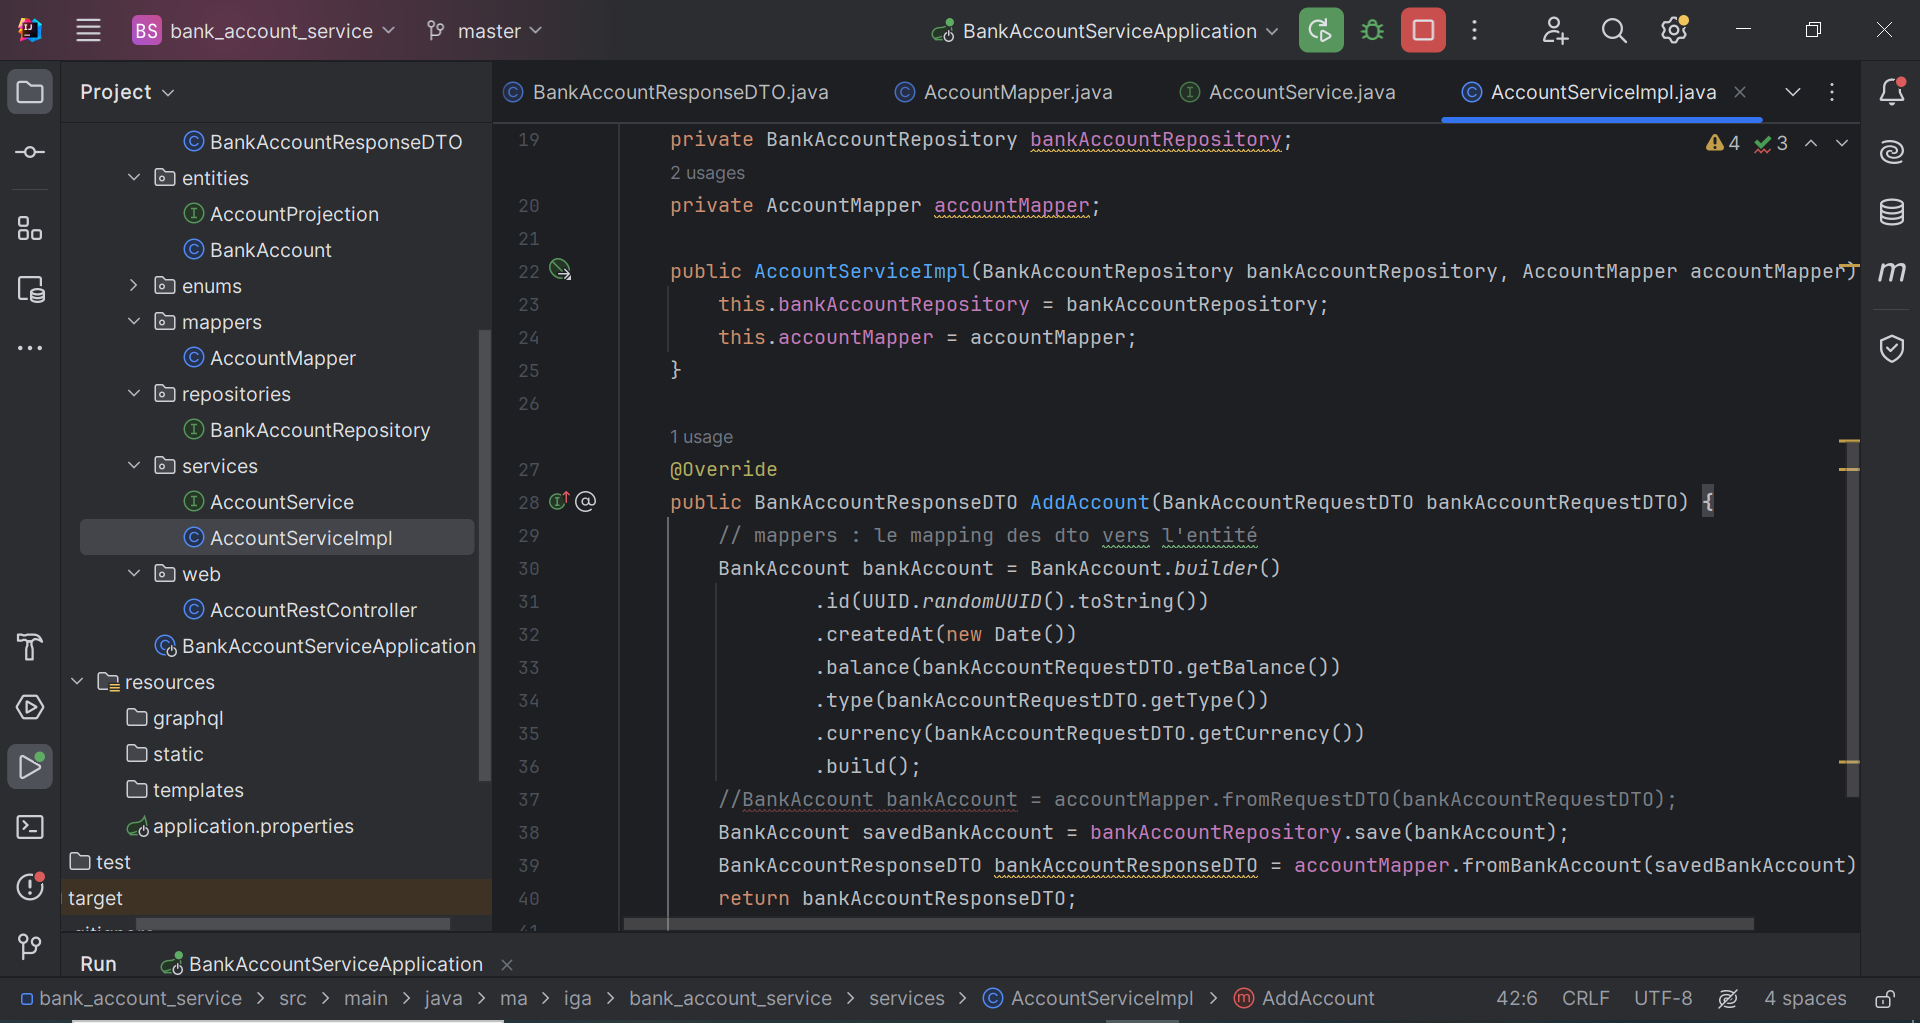 BS bank_account_service master BankAccountServiceApplication
Project
BankAccountResponseDTO.java AccountMapper.java AccountService.java AccountServiceImpl.java
BankAccountResponseDTO
entities
AccountProjection
BankAccount
enums
mappers
AccountMapper
repositories
BankAccountRepository
services
AccountService
AccountServiceImpl
web
AccountRestController
BankAccountServiceApplication
resources
graphql
static
templates
application.properties
test
target
4 3
19 private BankAccountRepository bankAccountRepository;
2 usages
20 private AccountMapper accountMapper;
21
22 public AccountServiceImpl(BankAccountRepository bankAccountRepository, AccountMapper accountMapper)
23 this.bankAccountRepository = bankAccountRepository;
24 this.accountMapper = accountMapper;
25 }
26
1 usage
27 @Override
28 public BankAccountResponseDTO AddAccount(BankAccountRequestDTO bankAccountRequestDTO) {
29 // mappers : le mapping des dto vers l'entité
30 BankAccount bankAccount = BankAccount.builder()
31 .id(UUID.randomUUID().toString())
32 .createdAt(new Date())
33 .balance(bankAccountRequestDTO.getBalance())
34 .type(bankAccountRequestDTO.getType())
35 .currency(bankAccountRequestDTO.getCurrency())
36 .build();
37 //BankAccount bankAccount = accountMapper.fromRequestDTO(bankAccountRequestDTO);
38 BankAccount savedBankAccount = bankAccountRepository.save(bankAccount);
39 BankAccountResponseDTO bankAccountResponseDTO = accountMapper.fromBankAccount(savedBankAccount)
40 return bankAccountResponseDTO;
Run BankAccountServiceApplication
bank_account_service > src > main > java > ma > iga > bank_account_service > services > AccountServiceImpl > AddAccount 42:6 CRLF UTF-8 4 spaces